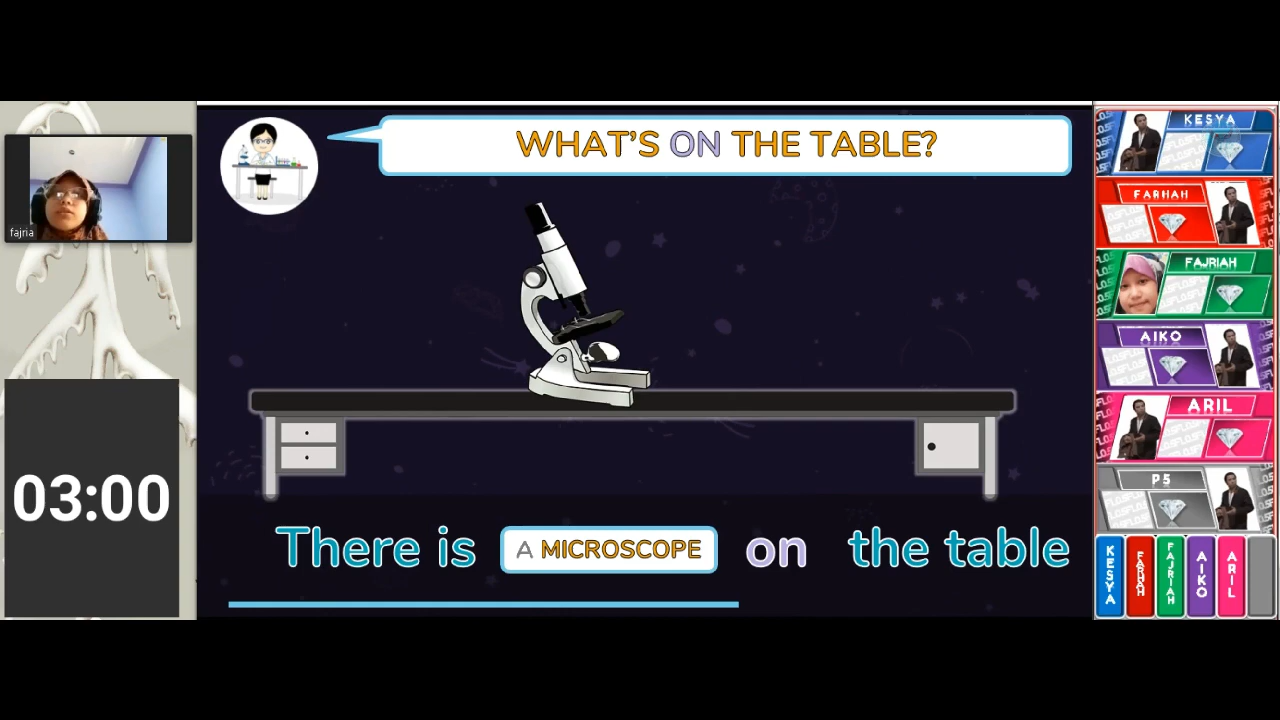 WHAT'S ON THE TABLE?
fajria
03:00
There is A MICROSCOPE on the table
KESYA
FARHAH
FAJRIAH
AIKO
ARIL
P5
KESYA
FARHAH
FAJRIAH
AIKO
ARIL